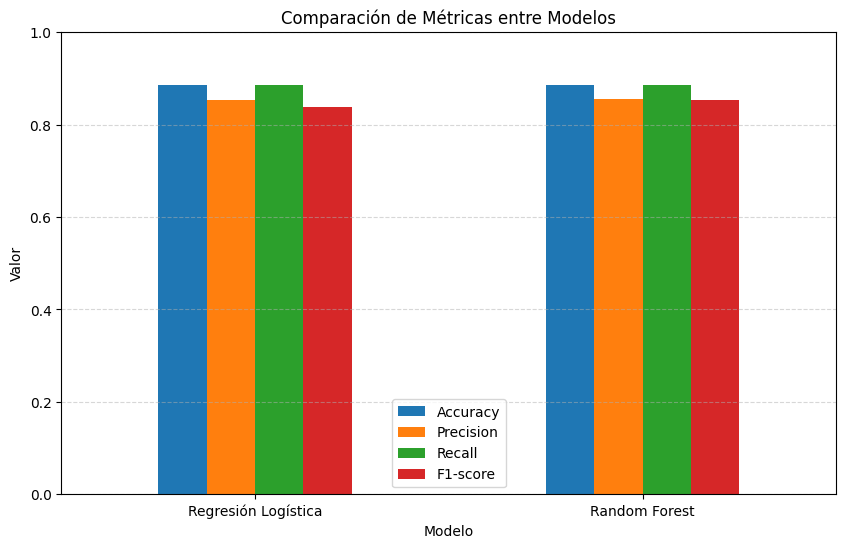 Comparación de Métricas entre Modelos
1.0
0.8
0.6
0.4
0.2
0.0
Valor
Accuracy
Precision
Recall
F1-score
Regresión Logística
Random Forest
Modelo